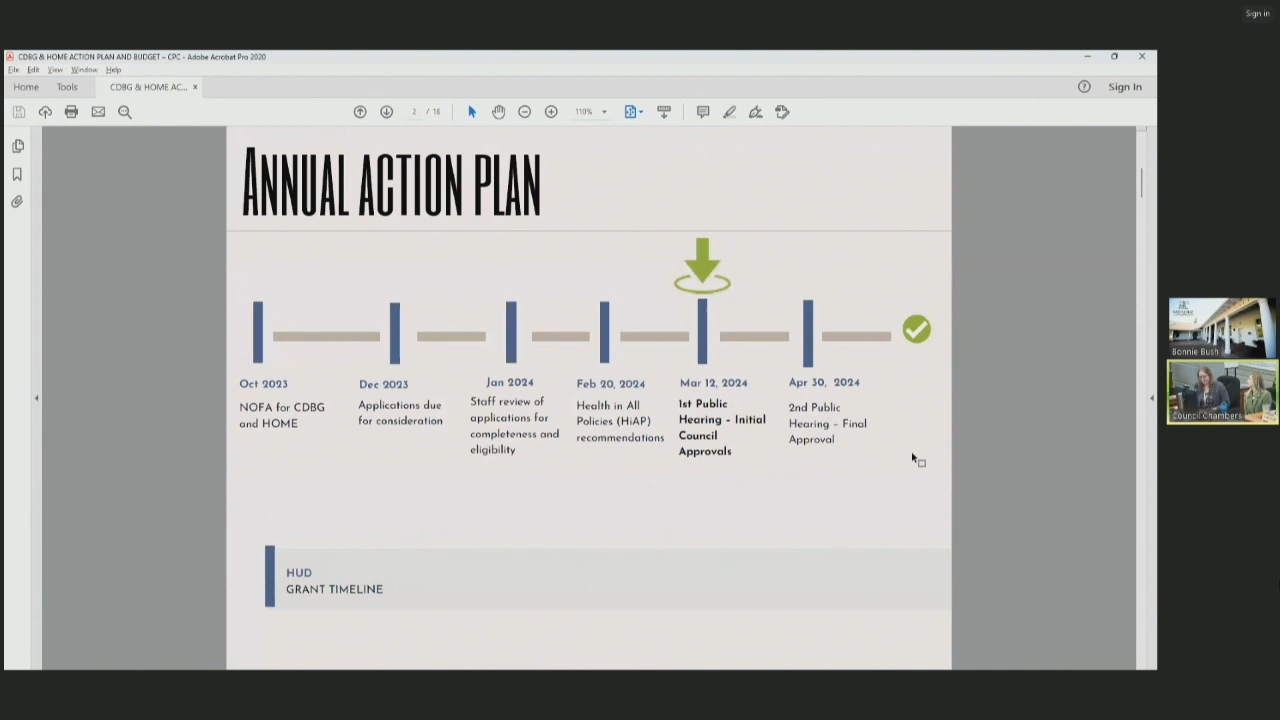 Sign in
CDBG & HOME ACTION PLAN AND BUDGET – CPC - Adobe Acrobat Pro 2020
File Edit View Window Help
Home Tools CDBG & HOME AC... × Sign In
2 / 16 110%
ANNUAL ACTION PLAN
Oct 2023
NOFA for CDBG
and HOME
Dec 2023
Applications due
for consideration
Jan 2024
Staff review of
applications for
completeness and
eligibility
Feb 20, 2024
Health in All
Policies (HiAP)
recommendations
Mar 12, 2024
1st Public
Hearing - Initial
Council
Approvals
Apr 30, 2024
2nd Public
Hearing - Final
Approval
HUD
GRANT TIMELINE
Bonnie Bush
Council Chambers